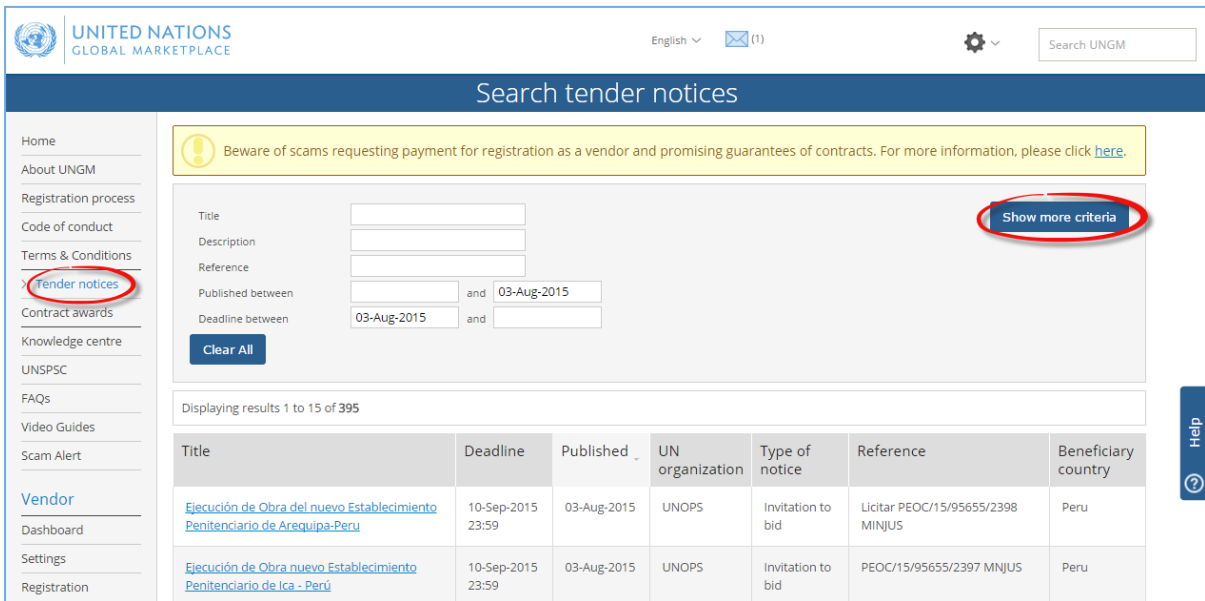 UNITED NATIONS
GLOBAL MARKETPLACE
English
(1)
Search UNGM
Search tender notices
Home
About UNGM
Registration process
Code of conduct
Terms & Conditions
Tender notices
Contract awards
Knowledge centre
UNSPSC
FAQs
Video Guides
Scam Alert
Vendor
Dashboard
Settings
Registration
Beware of scams requesting payment for registration as a vendor and promising guarantees of contracts. For more information, please click here.
Show more criteria
Title
Description
Reference
Published between and 03-Aug-2015
Deadline between 03-Aug-2015 and
Clear All
Displaying results 1 to 15 of 395
Title Deadline Published UN Type of Reference Beneficiary
organization notice country
Ejecución de Obra del nuevo Establecimiento 10-Sep-2015 03-Aug-2015 UNOPS Invitation to Licitar PEOC/15/95655/2398 Peru
Penitenciario de Arequipa-Peru 23:59 bid MINJUS
Ejecución de Obra nuevo Establecimiento 10-Sep-2015 03-Aug-2015 UNOPS Invitation to PEOC/15/95655/2397 MNJUS Peru
Penitenciario de Ica - Perú 23:59 bid
Help